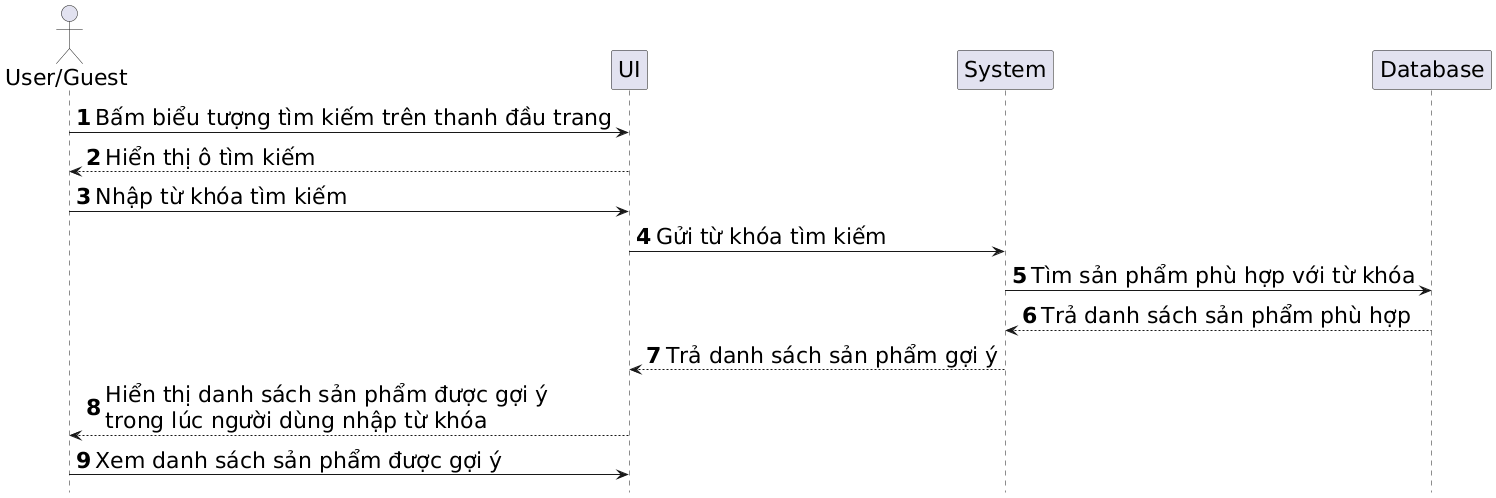 User/Guest
UI
System
Database
1 Bấm biểu tượng tìm kiếm trên thanh đầu trang
2 Hiển thị ô tìm kiếm
3 Nhập từ khóa tìm kiếm
4 Gửi từ khóa tìm kiếm
5 Tìm sản phẩm phù hợp với từ khóa
6 Trả danh sách sản phẩm phù hợp
7 Trả danh sách sản phẩm gợi ý
8 Hiển thị danh sách sản phẩm được gợi ý
trong lúc người dùng nhập từ khóa
9 Xem danh sách sản phẩm được gợi ý